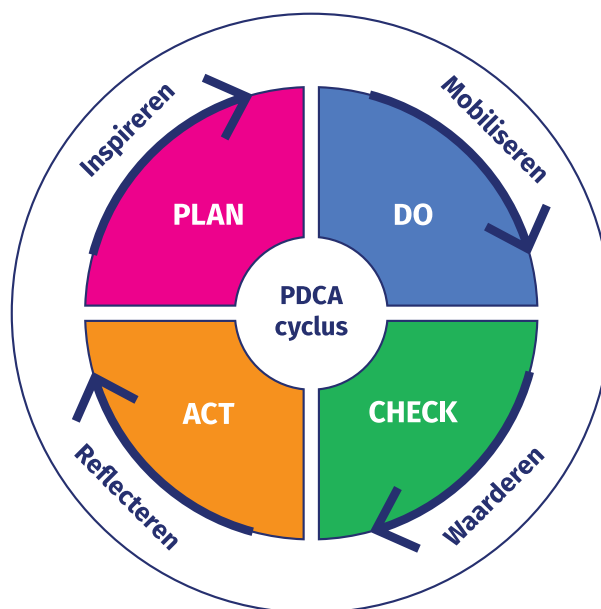 Inspireren
Mobiliseren
PLAN
DO
PDCA
cyclus
ACT
CHECK
Reflecteren
Waarderen